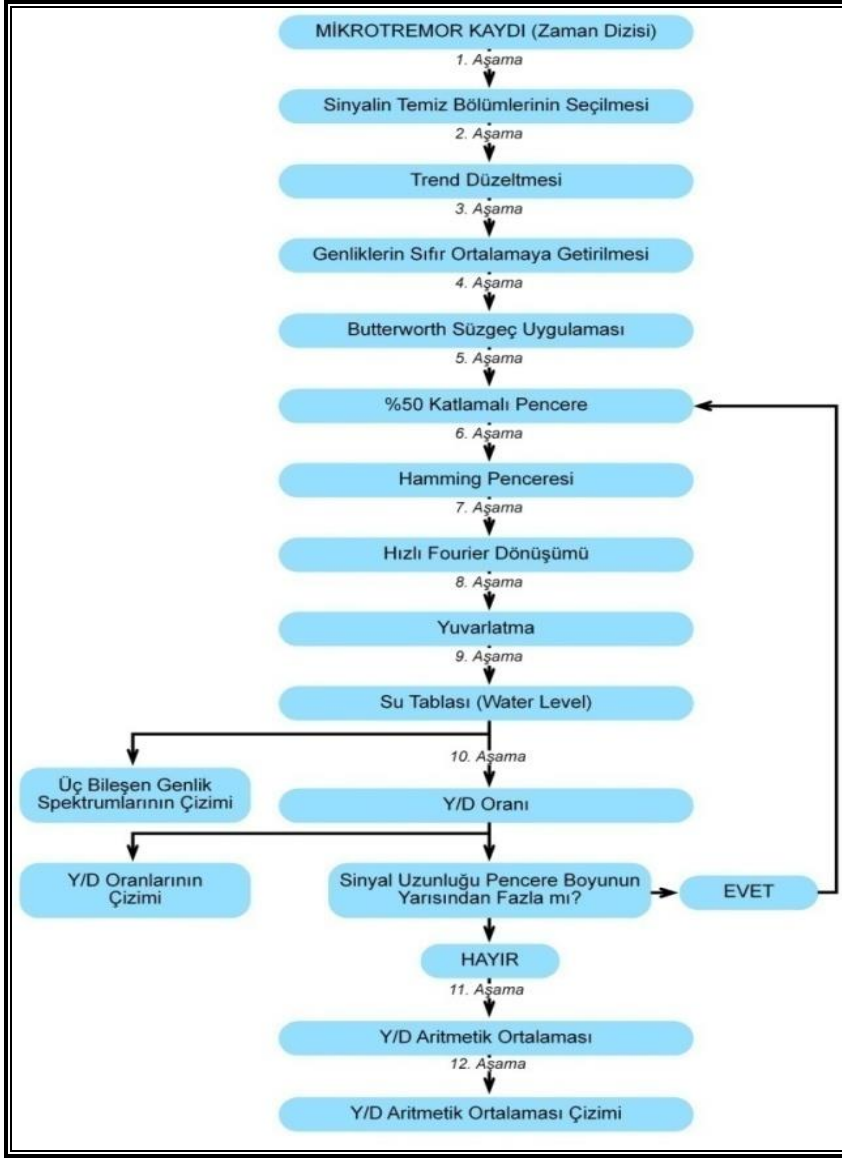 MİKROTREMOR KAYDI (Zaman Dizisi)
1. Aşama
Sinyalin Temiz Bölümlerinin Seçilmesi
2. Aşama
Trend Düzeltmesi
3. Aşama
Genliklerin Sıfır Ortalamaya Getirilmesi
4. Aşama
Butterworth Süzgeç Uygulaması
5. Aşama
%50 Katlamalı Pencere
6. Aşama
Hamming Penceresi
7. Aşama
Hızlı Fourier Dönüşümü
8. Aşama
Yuvarlatma
9. Aşama
Su Tablası (Water Level)
10. Aşama
Üç Bileşen Genlik
Spektrumlarının Çizimi
Y/D Oranı
Y/D Oranlarının
Çizimi
Sinyal Uzunluğu Pencere Boyunun
Yarısından Fazla mı?
EVET
HAYIR
11. Aşama
Y/D Aritmetik Ortalaması
12. Aşama
Y/D Aritmetik Ortalaması Çizimi